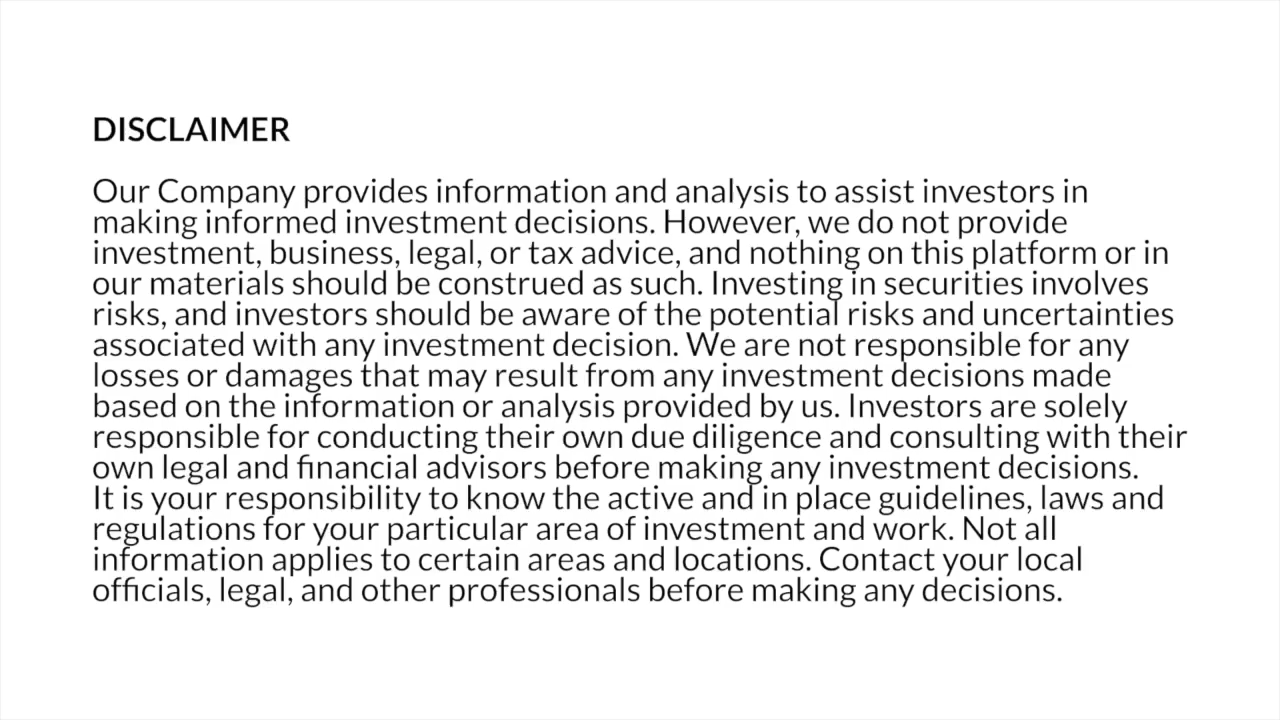 DISCLAIMER
Our Company provides information and analysis to assist investors in
making informed investment decisions. However, we do not provide
investment, business, legal, or tax advice, and nothing on this platform or in
our materials should be construed as such. Investing in securities involves
risks, and investors should be aware of the potential risks and uncertainties
associated with any investment decision. We are not responsible for any
losses or damages that may result from any investment decisions made
based on the information or analysis provided by us. Investors are solely
responsible for conducting their own due diligence and consulting with their
own legal and financial advisors before making any investment decisions.
It is your responsibility to know the active and in place guidelines, laws and
regulations for your particular area of investment and work. Not all
information applies to certain areas and locations. Contact your local
officials, legal, and other professionals before making any decisions.